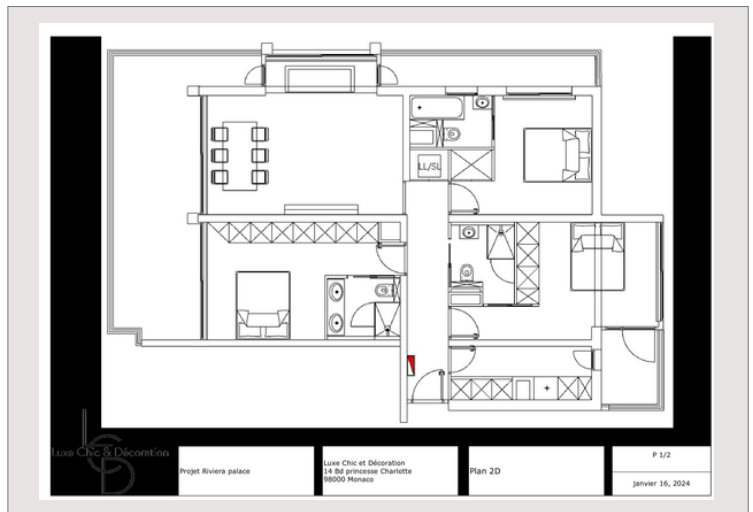 LL/SL
LCD
Luxe Chic & Décoration
Projet Riviera palace
Luxe Chic et Décoration
14 Bd princesse Charlotte
98000 Monaco
Plan 2D
P 1/2
janvier 16, 2024